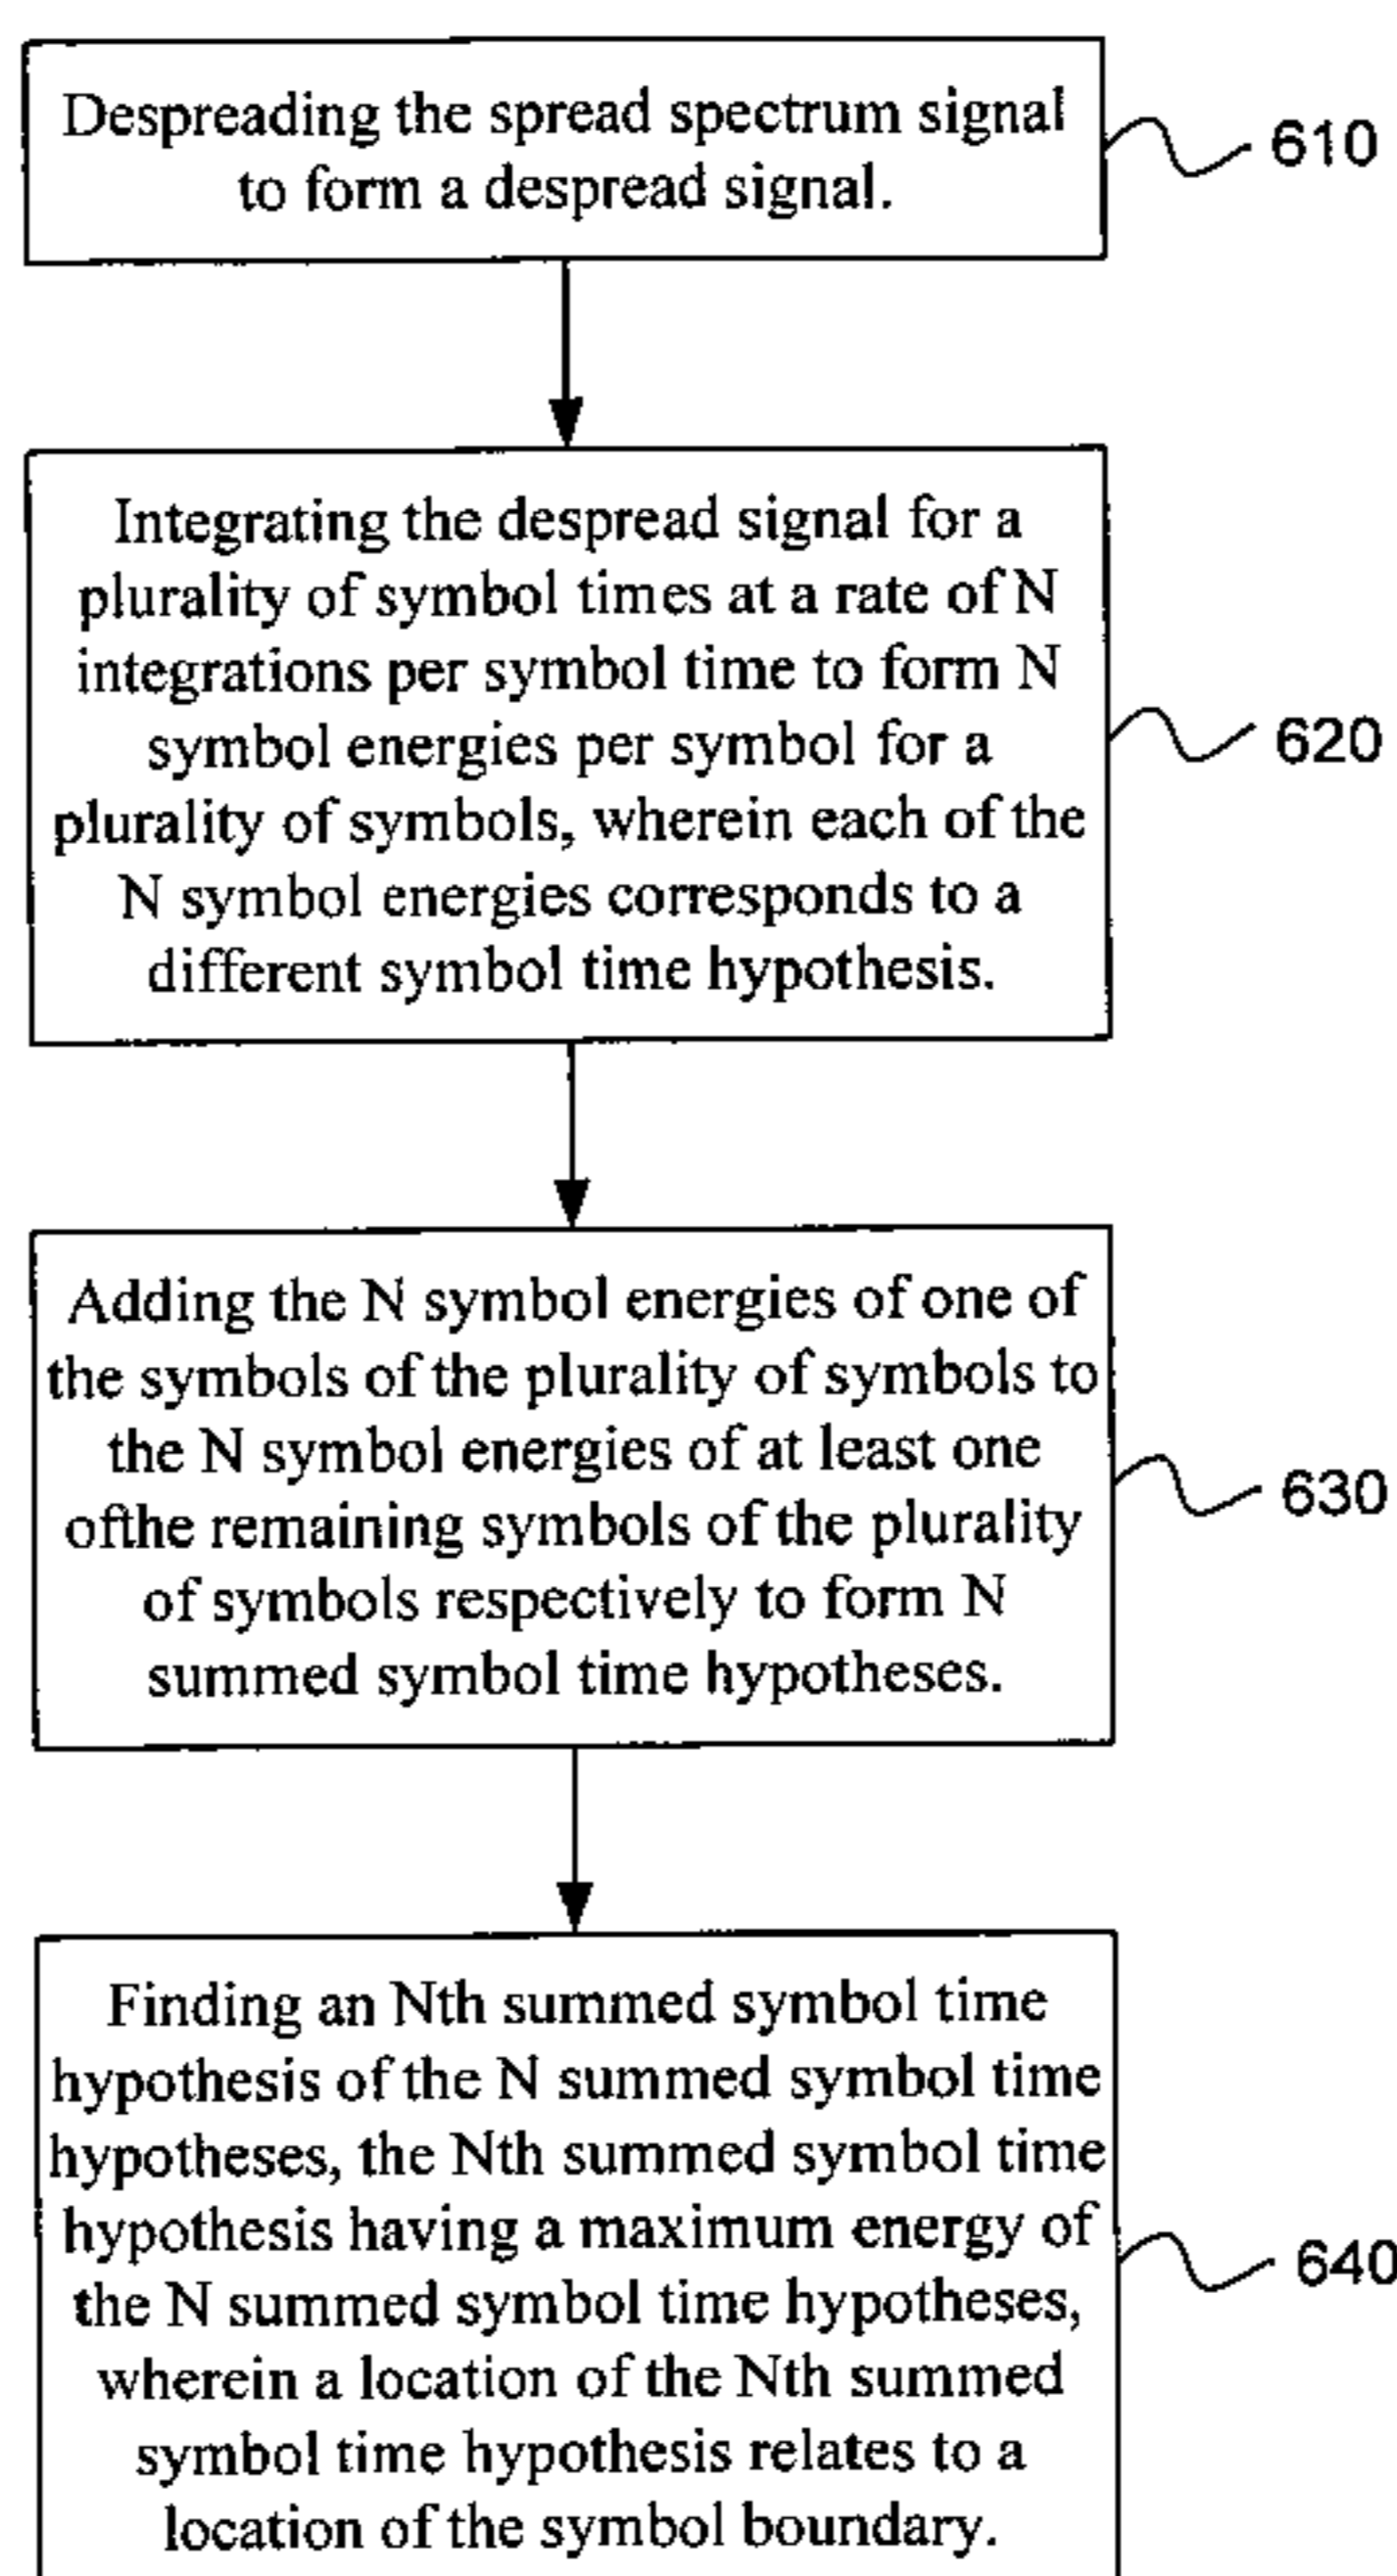 Despreading the spread spectrum signal
to form a despread signal.
610
Integrating the despread signal for a
plurality of symbol times at a rate of N
integrations per symbol time to form N
symbol energies per symbol for a
plurality of symbols, wherein each of the
N symbol energies corresponds to a
different symbol time hypothesis.
620
Adding the N symbol energies of one of
the symbols of the plurality of symbols to
the N symbol energies of at least one
ofthe remaining symbols of the plurality
of symbols respectively to form N
summed symbol time hypotheses.
630
Finding an Nth summed symbol time
hypothesis of the N summed symbol time
hypotheses, the Nth summed symbol time
hypothesis having a maximum energy of
the N summed symbol time hypotheses,
wherein a location of the Nth summed
symbol time hypothesis relates to a
location of the symbol boundary.
640